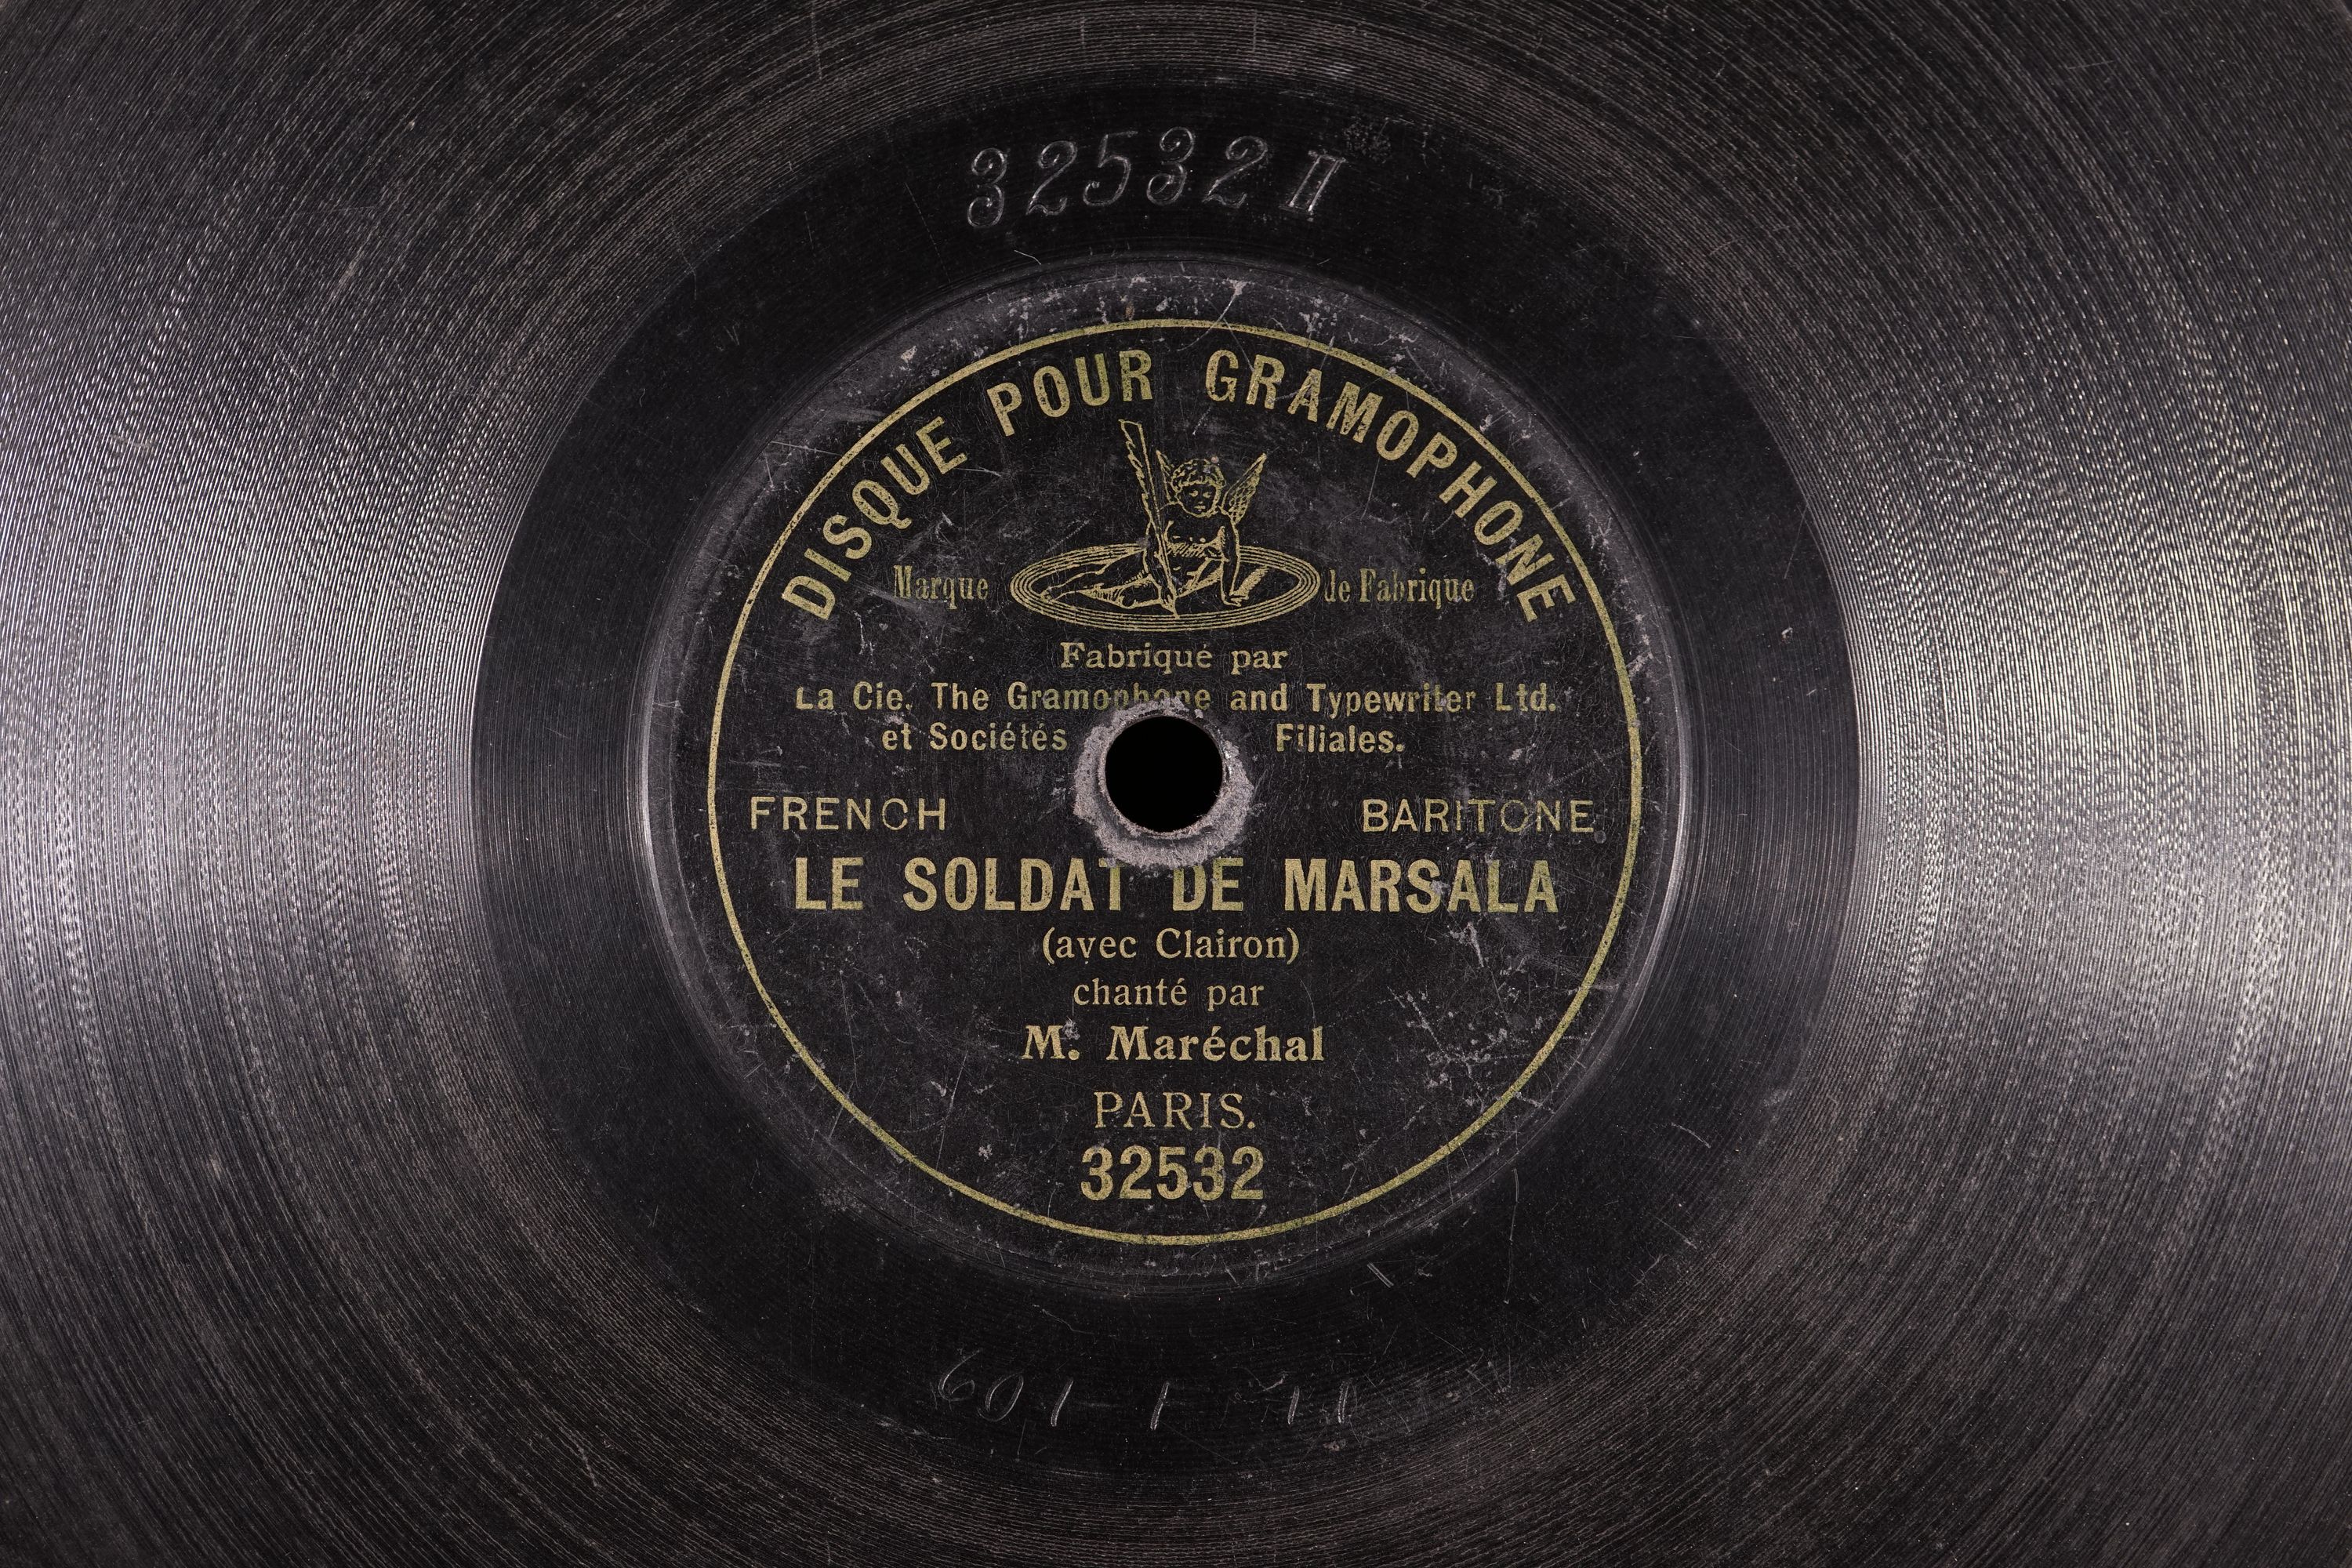 32532 II
DISQUE POUR GRAMOPHONE
Marque de Fabrique
Fabriqué par
La Cie. The Gramophone and Typewriter Ltd.
et Sociétés Filiales.
FRENCH BARITONE
LE SOLDAT DE MARSALA
(avec Clairon)
chanté par
M. Maréchal
PARIS.
32532